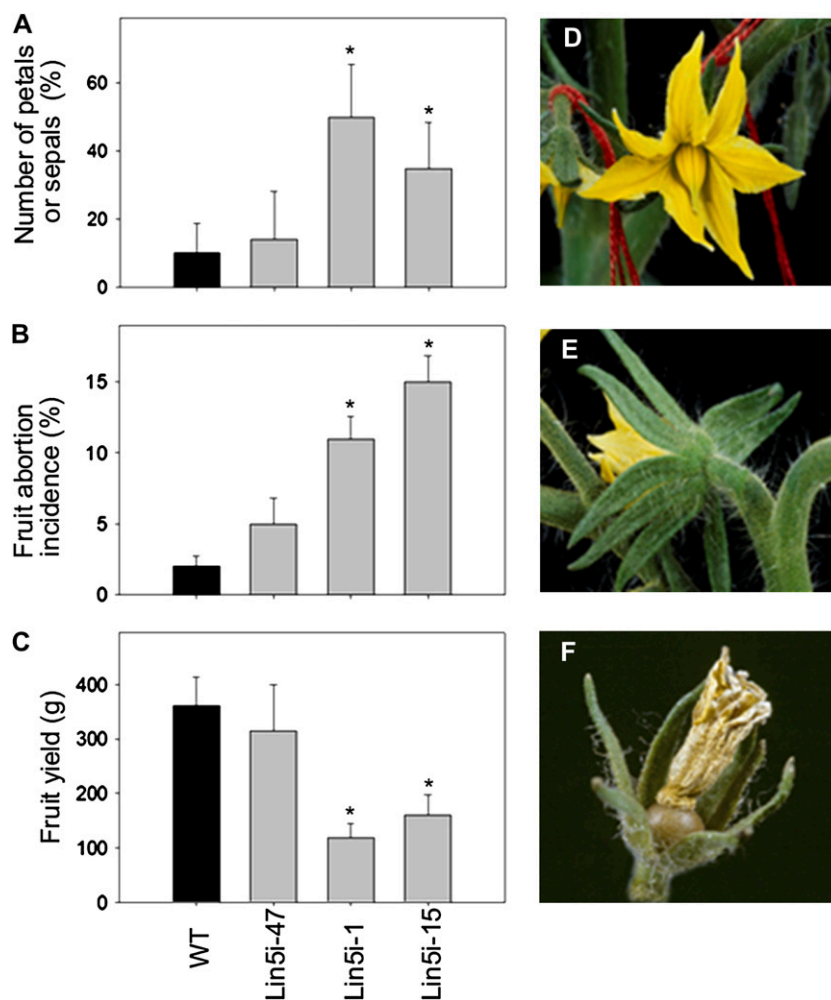 A
Number of petals
or sepals (%)
60
40
20
0
*
*
B
Fruit abortion
incidence (%)
15
10
5
0
*
*
C
Fruit yield (g)
400
300
200
100
0
*
*
WT
Lin5i-47
Lin5i-1
Lin5i-15
D
E
F